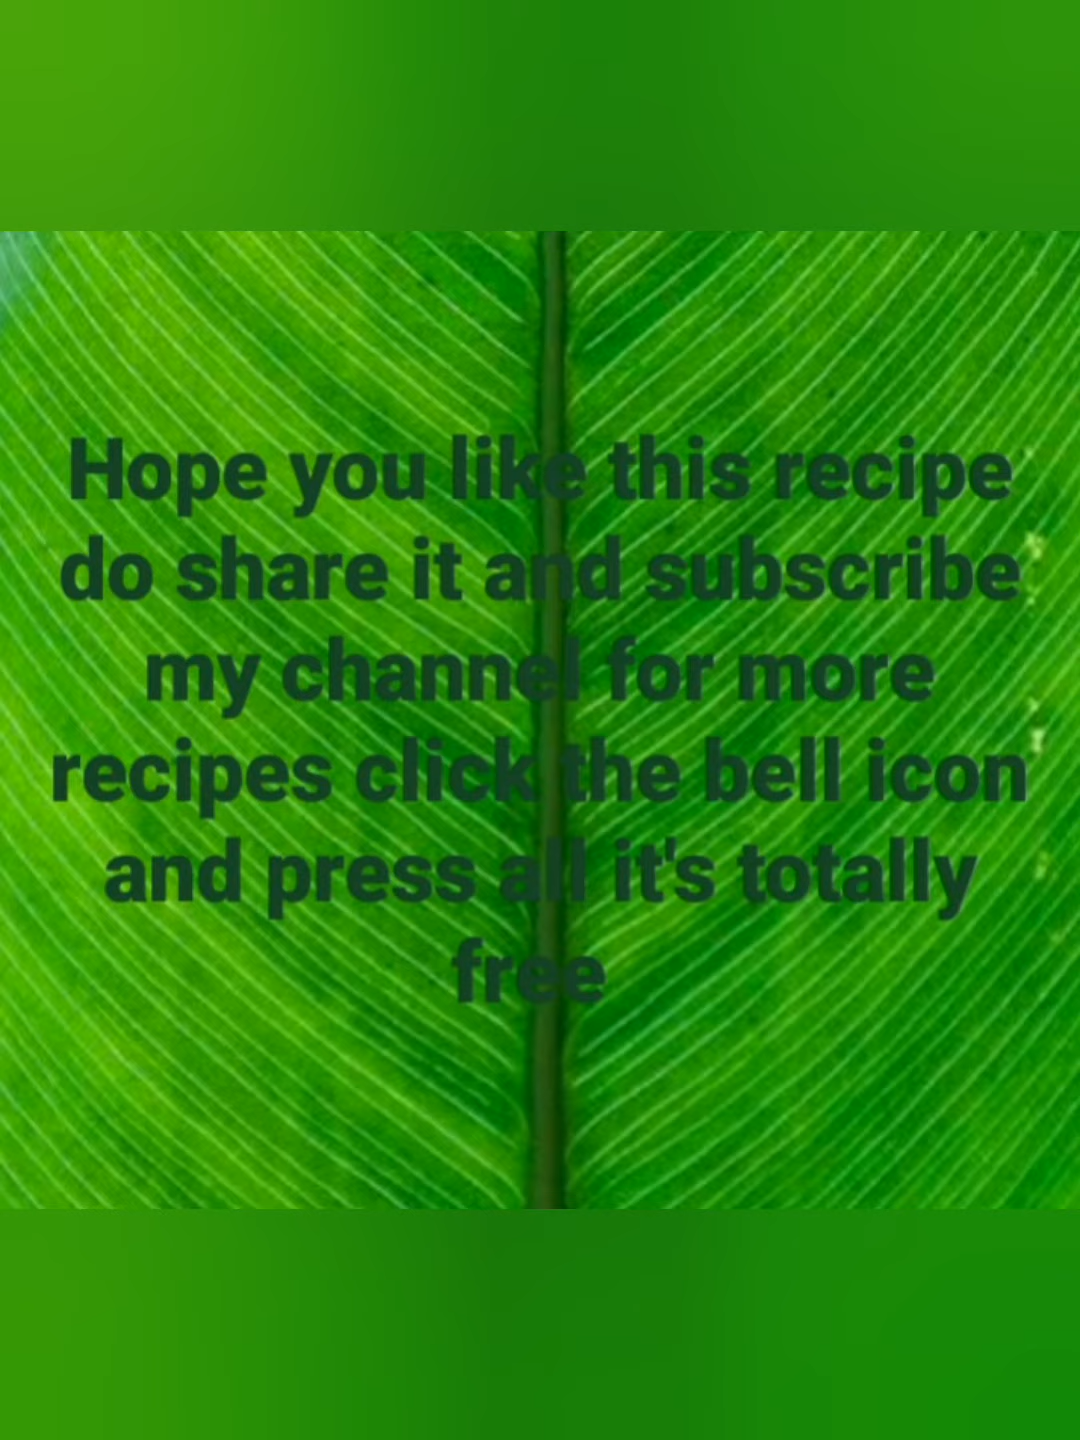 Hope you like this recipe
do share it and subscribe
my channel for more
recipes click the bell icon
and press all it's totally
free